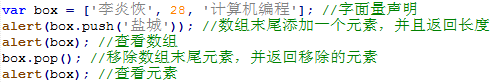 var box = ['李炎恢', 28, '计算机编程']; //字面量声明
alert(box.push('盐城')); //数组末尾添加一个元素，并且返回长度
alert(box); //查看数组
box.pop(); //移除数组末尾元素，并返回移除的元素
alert(box); //查看元素